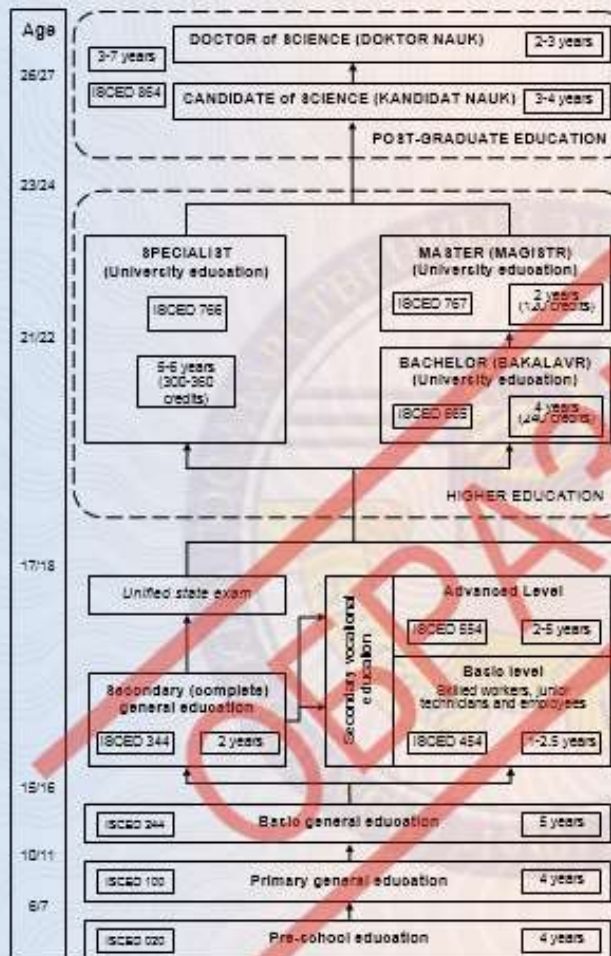 Age
26/27
23/24
21/22
17/18
15/16
10/11
6/7
DOCTOR of SCIENCE (DOKTOR NAUK)
2-3 years
3-7 years
ISCED 864
CANDIDATE of SCIENCE (KANDIDAT NAUK)
3-4 years
POST-GRADUATE EDUCATION
SPECIALIST
(University education)
ISCED 766
5-6 years
(300-360
credits)
MASTER (MAGISTR)
(University education)
ISCED 767
2 years
(120 credits)
BACHELOR (BAKALAVR)
(University education)
ISCED 665
4 years
(240 credits)
HIGHER EDUCATION
Unified state exam
Secondary (complete)
general education
ISCED 344
2 years
Secondary vocational
education
Advanced Level
ISCED 554
2-5 years
Basic level
Skilled workers, junior
technicians and employees
ISCED 454
1-2.5 years
ISCED 244
Basic general education
5 years
ISCED 100
Primary general education
4 years
ISCED 020
Pre-school education
4 years
ОБРАЗ